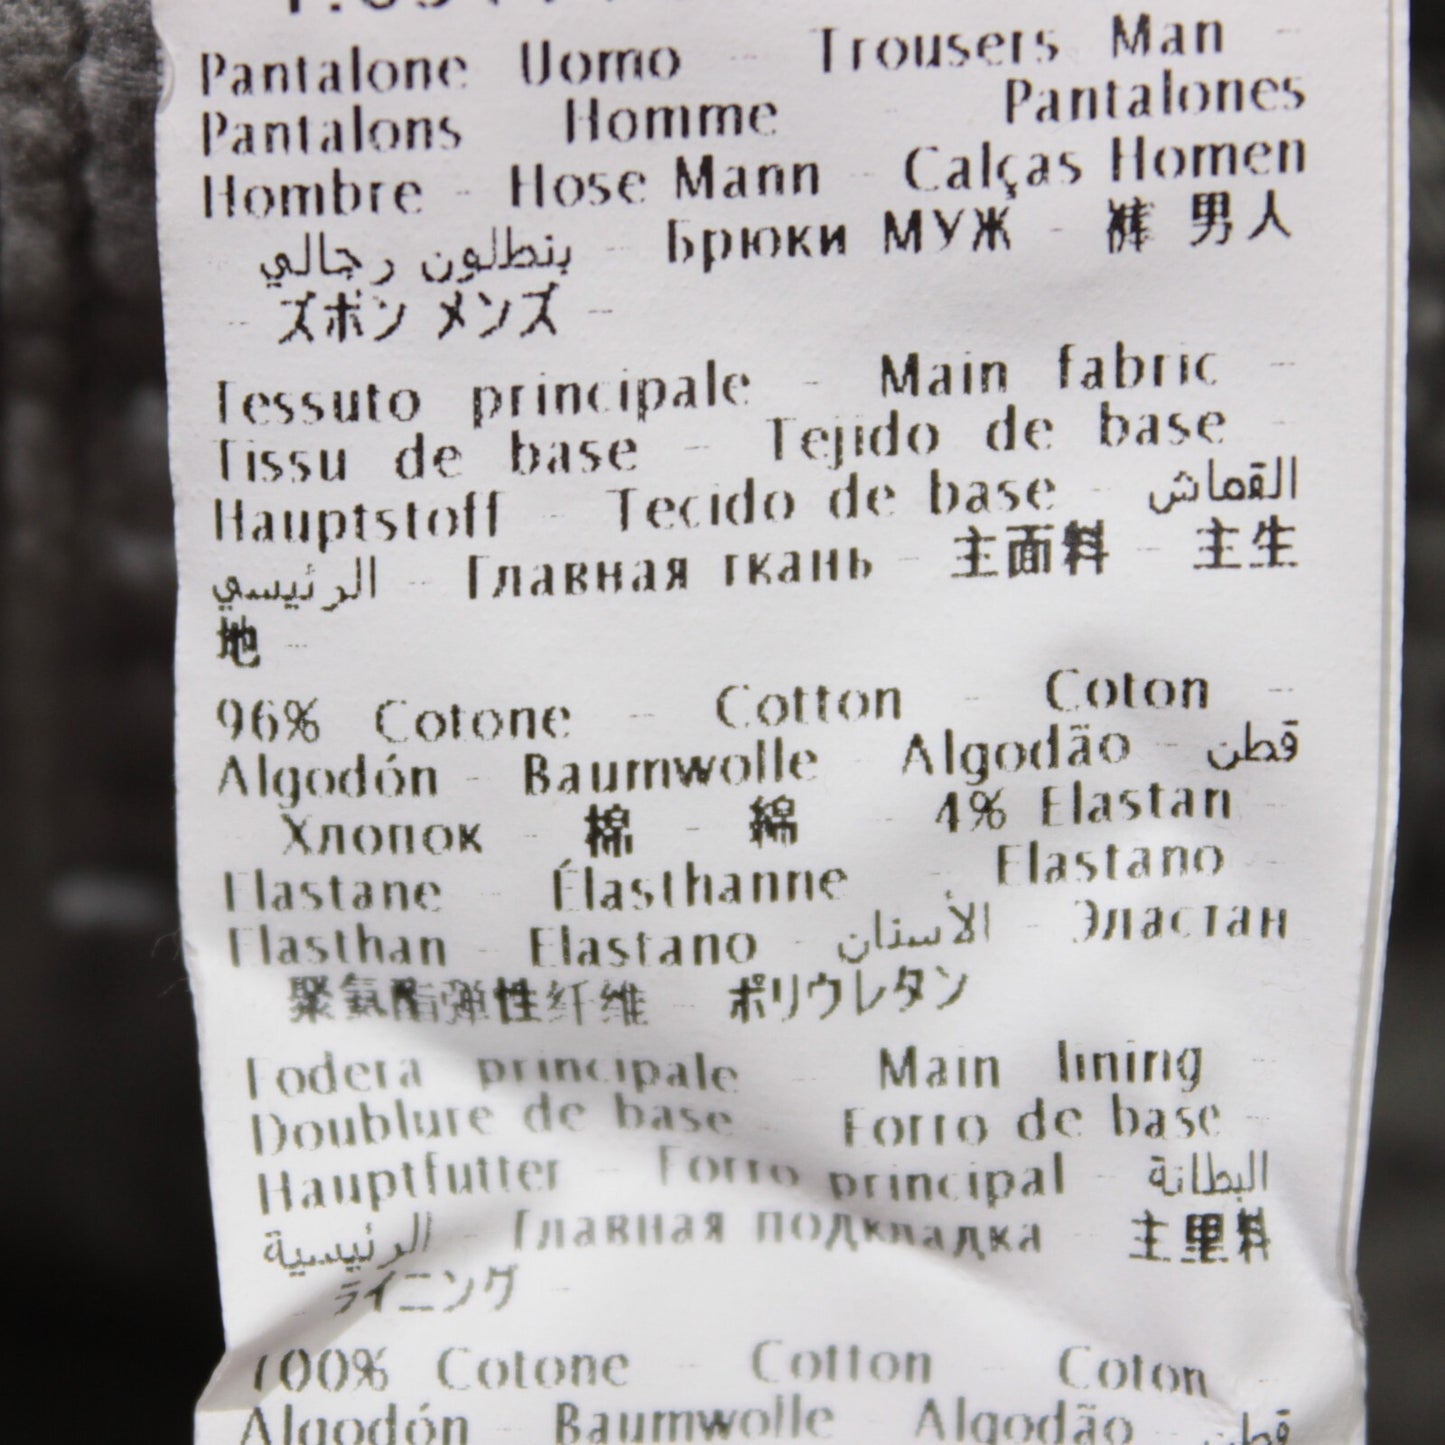 Pantalone Uomo - Trousers Man -
Pantalons Homme Pantalones
Hombre - Hose Mann - Calças Homen
بنطلون رجالي - Брюки МУЖ - 裤 男人
- ズボン メンズ -
Tessuto principale - Main fabric -
Tissu de base - Tejido de base -
Hauptstoff - Tecido de base - القماش
الرئيسي - Главная ткань - 主面料 - 主生
地 -
96% Cotone - Cotton - Coton -
Algodón - Baumwolle - Algodão - قطن
- Хлопок - 棉 - 綿 - 4% Elastan -
Elastane - Élasthanne - Elastano -
Elasthan - Elastano - الأسنان - Эластан
- 聚氨酯弹性纤维 - ポリウレタン
Fodera principale - Main lining -
Doublure de base - Forro de base -
Hauptfutter - Forro principal - البطانة
الرئيسية - Главная подкладка - 主里料
- ライニング -
100% Cotone - Cotton - Coton -
Algodón - Baumwolle - Algodão - قطن